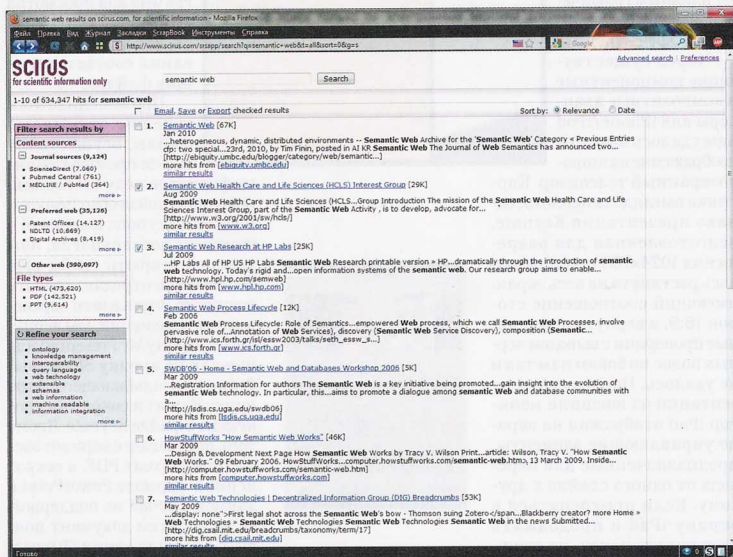 semantic web results on scirus.com, for scientific information - Mozilla Firefox
Файл Правка Вид Журнал Закладки ScrapBook Инструменты Справка
http://www.scirus.com/srsapp/search?q=semantic+web&t=all&sort=0&g=s
Google
Advanced search | Preferences
SCIRUS
for scientific information only
semantic web
Search
1-10 of 634,347 hits for semantic web
Email, Save or Export checked results
Sort by: Relevance Date
Filter search results by
Content sources
Journal sources (9,124)
ScienceDirect (7,060)
Pubmed Central (761)
MEDLINE / PubMed (364)
more
Preferred web (35,126)
Patent Offices (14,127)
NDLTD (10,869)
Digital Archives (6,419)
more
Other web (590,097)
File types
HTML (473,620)
PDF (142,521)
PPT (9,614)
more
Refine your search
ontology
knowledge management
interoperability
query language
web technology
extensible
schemas
web information
machine readable
information integration
more
1. Semantic Web [67K]
Jan 2010
...heterogeneous, dynamic, distributed environments -- Semantic Web Archive for the 'Semantic Web' Category « Previous Entries
cfp: two special...23rd, 2010, by Tim Finin, posted in AI KR Semantic Web The Journal of Web Semantics has announced two...
[http://ebiquity.umbc.edu/blogger/category/web/semantic...]
more hits from [ebiquity.umbc.edu]
similar results
2. Semantic Web Health Care and Life Sciences (HCLS) Interest Group [29K]
Aug 2009
Semantic Web Health Care and Life Sciences (HCLS...Group Introduction The mission of the Semantic Web Health Care and Life
Sciences Interest Group, part of the Semantic Web Activity , is to develop, advocate for...
[http://www.w3.org/2001/sw/hcls/]
more hits from [www.w3.org]
similar results
3. Semantic Web Research at HP Labs [25K]
Jul 2009
...HP Labs All of HP US HP Labs Semantic Web Research printable version » HP...dramatically through the introduction of semantic
web technology. Today's rigid and...open information systems of the semantic web. Our research group aims to enable...
[http://www.hpl.hp.com/semweb]
more hits from [www.hpl.hp.com]
similar results
4. Semantic Web Process Lifecycle [12K]
Feb 2006
Semantic Web Process Lifecycle: Role of Semantics...empowered Web process, which we call Semantic Web Processes, involve
pervasive role of...Annotation of Web Services), discovery (Semantic Web Service Discovery), composition (Semantic...
[http://www.ics.forth.gr/isl/essw2003/talks/seth_essw_s...]
more hits from [www.ics.forth.gr]
similar results
5. SWDB'06 - Home - Semantic Web and Databases Workshop 2006 [5K]
Mar 2009
...Registration Information for authors The Semantic Web is a key initiative being promoted...gain insight into the evolution of
semantic Web technology. In particular, this...aims to promote a dialogue among semantic Web and database communities with
a...
[http://lsdis.cs.uga.edu/swdb06]
more hits from [lsdis.cs.uga.edu]
similar results
6. HowStuffWorks "How Semantic Web Works" [46K]
Mar 2009
...Design & Development Next Page How Semantic Web Works by Tracy V. Wilson Print...article: Wilson, Tracy V. "How Semantic
Web Works." 09 February 2006. HowStuffWorks...computer.howstuffworks.com/semantic-web.htm>, 13 March 2009. Inside...
[http://computer.howstuffworks.com/semantic-web.htm]
more hits from [computer.howstuffworks.com]
similar results
7. Semantic Web Technologies | Decentralized Information Group (DIG) Breadcrumbs [53K]
May 2009
...display: none">First legal shot across the Semantic Web's bow - Thomson suing Zotero</span...Blackberry creator? more Home »
Semantic Web Technologies » Semantic Web Technologies Semantic Web Technologies Semantic Web in the news Submitted...
[http://dig.csail.mit.edu/breadcrumbs/taxonomy/term/17]
more hits from [dig.csail.mit.edu]
similar results
Готово